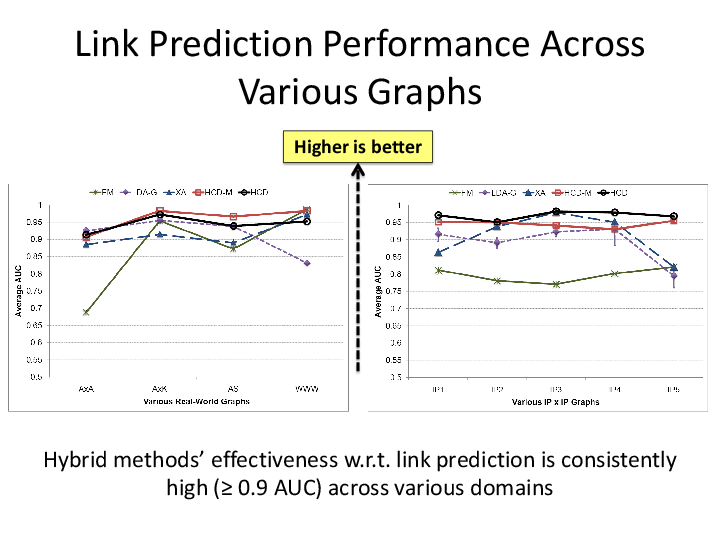 Link Prediction Performance Across
Various Graphs
Higher is better
FM LDA-G XA HCD-M HCD
1
0.95
0.9
0.85
0.8
0.75
0.7
0.65
0.6
0.55
0.5
Average AUC
AxA AxK AS WWW
Various Real-World Graphs
FM LDA-G XA HCD-M HCD
1
0.95
0.9
0.85
0.8
0.75
0.7
0.65
0.6
0.55
0.5
Average AUC
IP1 IP2 IP3 IP4 IP5
Various IP x IP Graphs
Hybrid methods’ effectiveness w.r.t. link prediction is consistently
high (≥ 0.9 AUC) across various domains